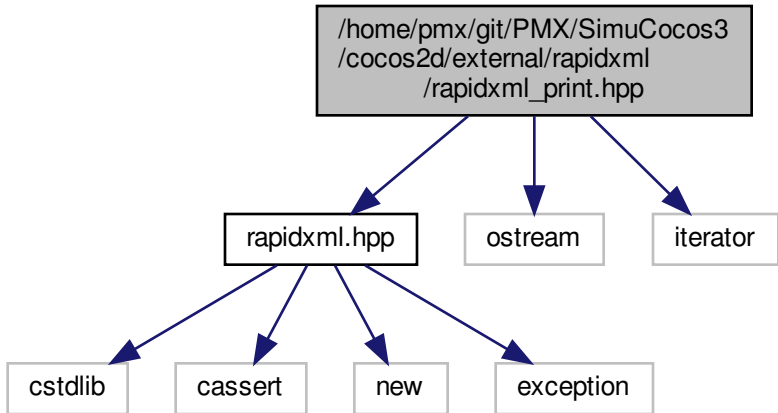 /home/pmx/git/PMX/SimuCocos3
/cocos2d/external/rapidxml
/rapidxml_print.hpp
rapidxml.hpp
ostream
iterator
cstdlib
cassert
new
exception